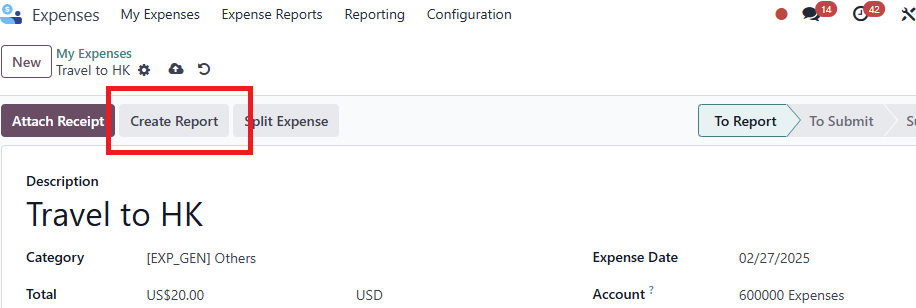 Expenses My Expenses Expense Reports Reporting Configuration 14 42
New My Expenses
Travel to HK
Attach Receipt Create Report Split Expense To Report To Submit
Description
Travel to HK
Category [EXP_GEN] Others Expense Date 02/27/2025
Total US$20.00 USD Account ? 600000 Expenses